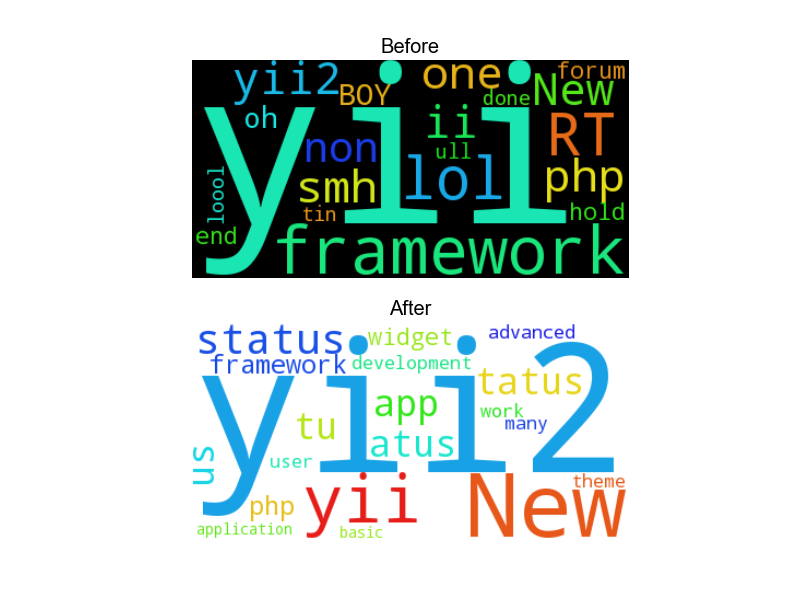 Before
yii2 BOY one done forum New
oh non ii ull RT
yii
smh lol php
loool tin hold
end framework
After
status widget advanced
framework development
yii2
tatus
app work many
tu atus
us user
yii New theme
php
application basic